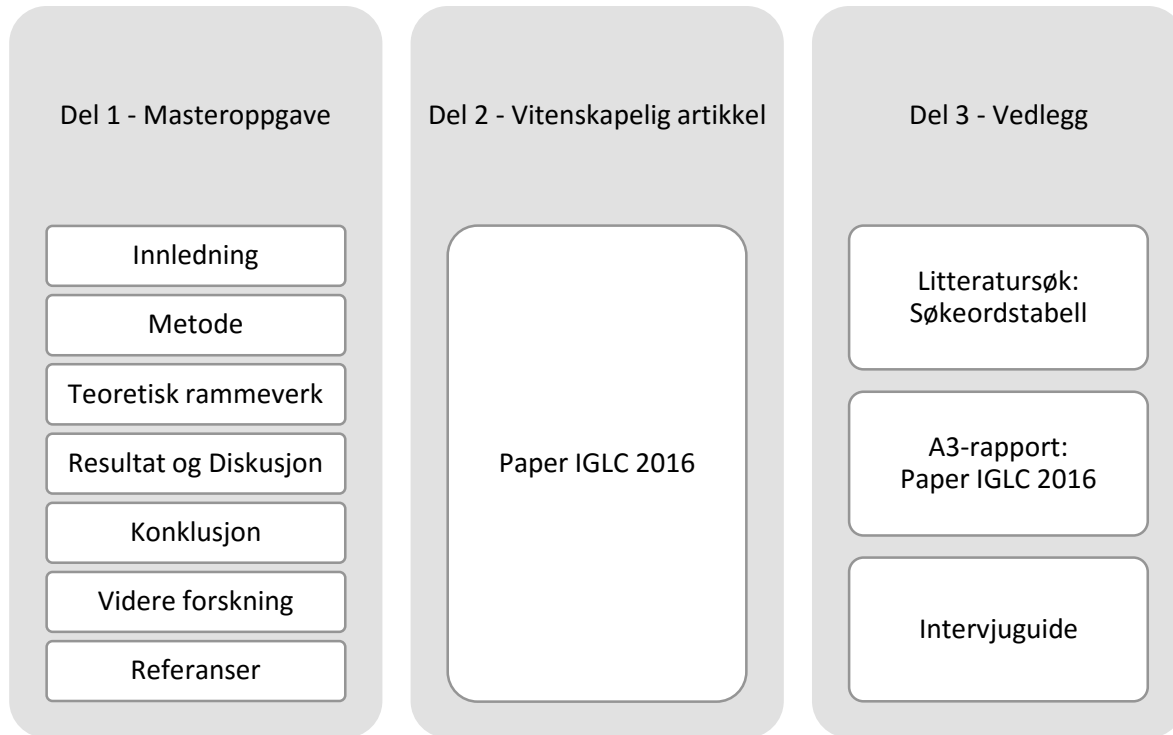 Del 1 - Masteroppgave
Innledning
Metode
Teoretisk rammeverk
Resultat og Diskusjon
Konklusjon
Videre forskning
Referanser
Del 2 - Vitenskapelig artikkel
Paper IGLC 2016
Del 3 - Vedlegg
Litteratursøk:
Søkeordstabell
A3-rapport:
Paper IGLC 2016
Intervjuguide